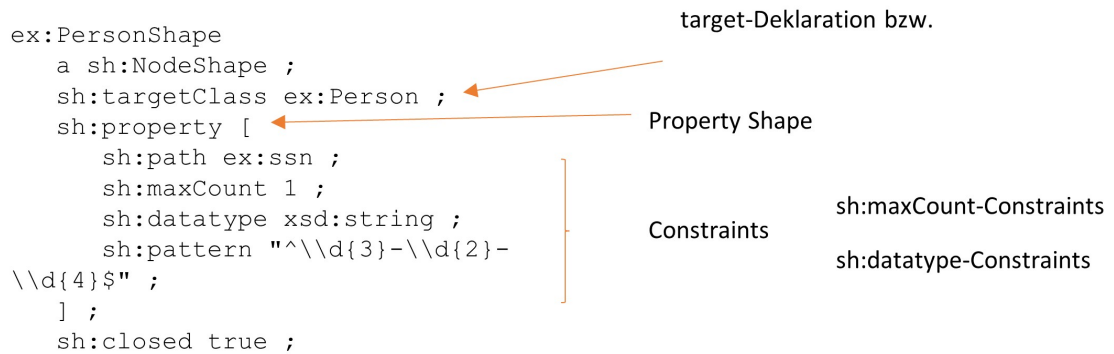 target-Deklaration bzw.
ex:PersonShape
a sh:NodeShape ;
sh:targetClass ex:Person ;
sh:property [
Property Shape
sh:path ex:ssn ;
sh:maxCount 1 ;
sh:datatype xsd:string ;
sh:pattern "^\\d{3}-\\d{2}-
\\d{4}$" ;
] ;
sh:closed true ;
Constraints
sh:maxCount-Constraints
sh:datatype-Constraints